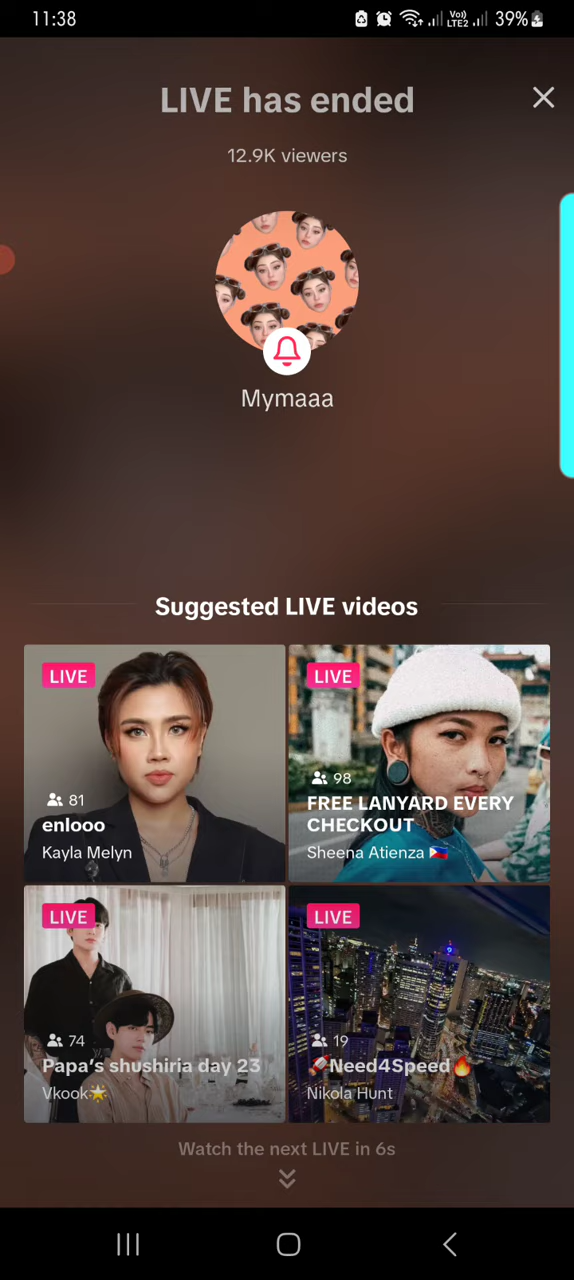 11:38
Vo)) LTE2 39%
LIVE has ended
12.9K viewers
Mymaaa
Suggested LIVE videos
LIVE
81
enlooo
Kayla Melyn
LIVE
98
FREE LANYARD EVERY
CHECKOUT
Sheena Atienza 🇵🇭
LIVE
74
Papa's shushiria day 23
Vkook🌟
LIVE
19
🚀Need4Speed🔥
Nikola Hunt
Watch the next LIVE in 6s